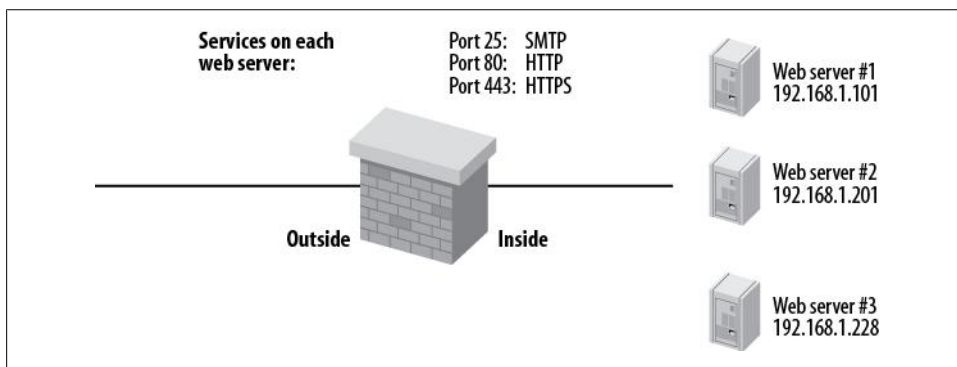 Services on each
web server:
Port 25: SMTP
Port 80: HTTP
Port 443: HTTPS
Web server #1
192.168.1.101
Web server #2
192.168.1.201
Outside
Inside
Web server #3
192.168.1.228